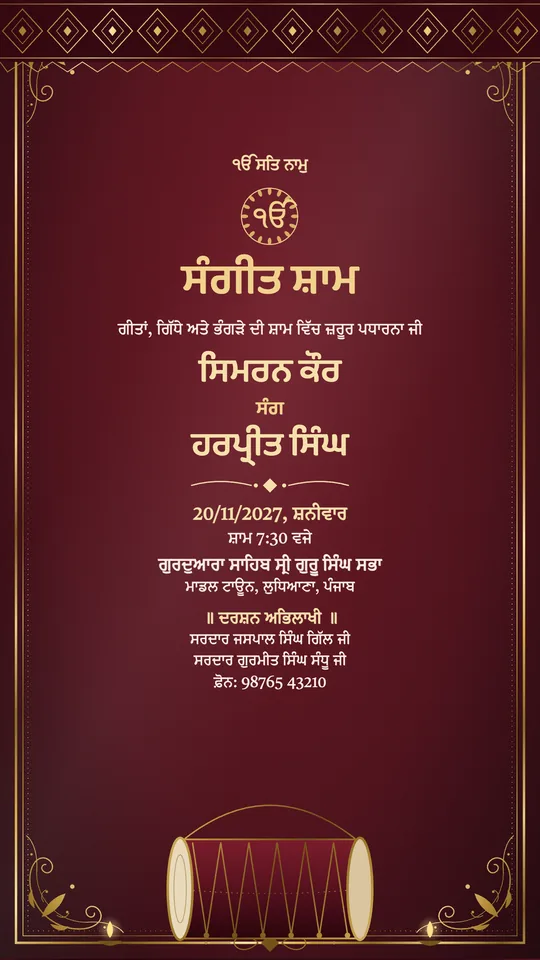 ੴ ਸਤਿ ਨਾਮੁ
ੴ
ਸੰਗੀਤ ਸ਼ਾਮ
ਗੀਤਾਂ, ਗਿੱਧੇ ਅਤੇ ਭੰਗੜੇ ਦੀ ਸ਼ਾਮ ਵਿੱਚ ਜ਼ਰੂਰ ਪਧਾਰਨਾ ਜੀ
ਸਿਮਰਨ ਕੌਰ
ਸੰਗ
ਹਰਪ੍ਰੀਤ ਸਿੰਘ
20/11/2027, ਸ਼ਨੀਵਾਰ
ਸ਼ਾਮ 7:30 ਵਜੇ
ਗੁਰਦੁਆਰਾ ਸਾਹਿਬ ਸ੍ਰੀ ਗੁਰੂ ਸਿੰਘ ਸਭਾ
ਮਾਡਲ ਟਾਊਨ, ਲੁਧਿਆਣਾ, ਪੰਜਾਬ
॥ ਦਰਸ਼ਨ ਅਭਿਲਾਖੀ ॥
ਸਰਦਾਰ ਜਸਪਾਲ ਸਿੰਘ ਗਿੱਲ ਜੀ
ਸਰਦਾਰ ਗੁਰਮੀਤ ਸਿੰਘ ਸੰਧੂ ਜੀ
ਫ਼ੋਨ: 98765 43210